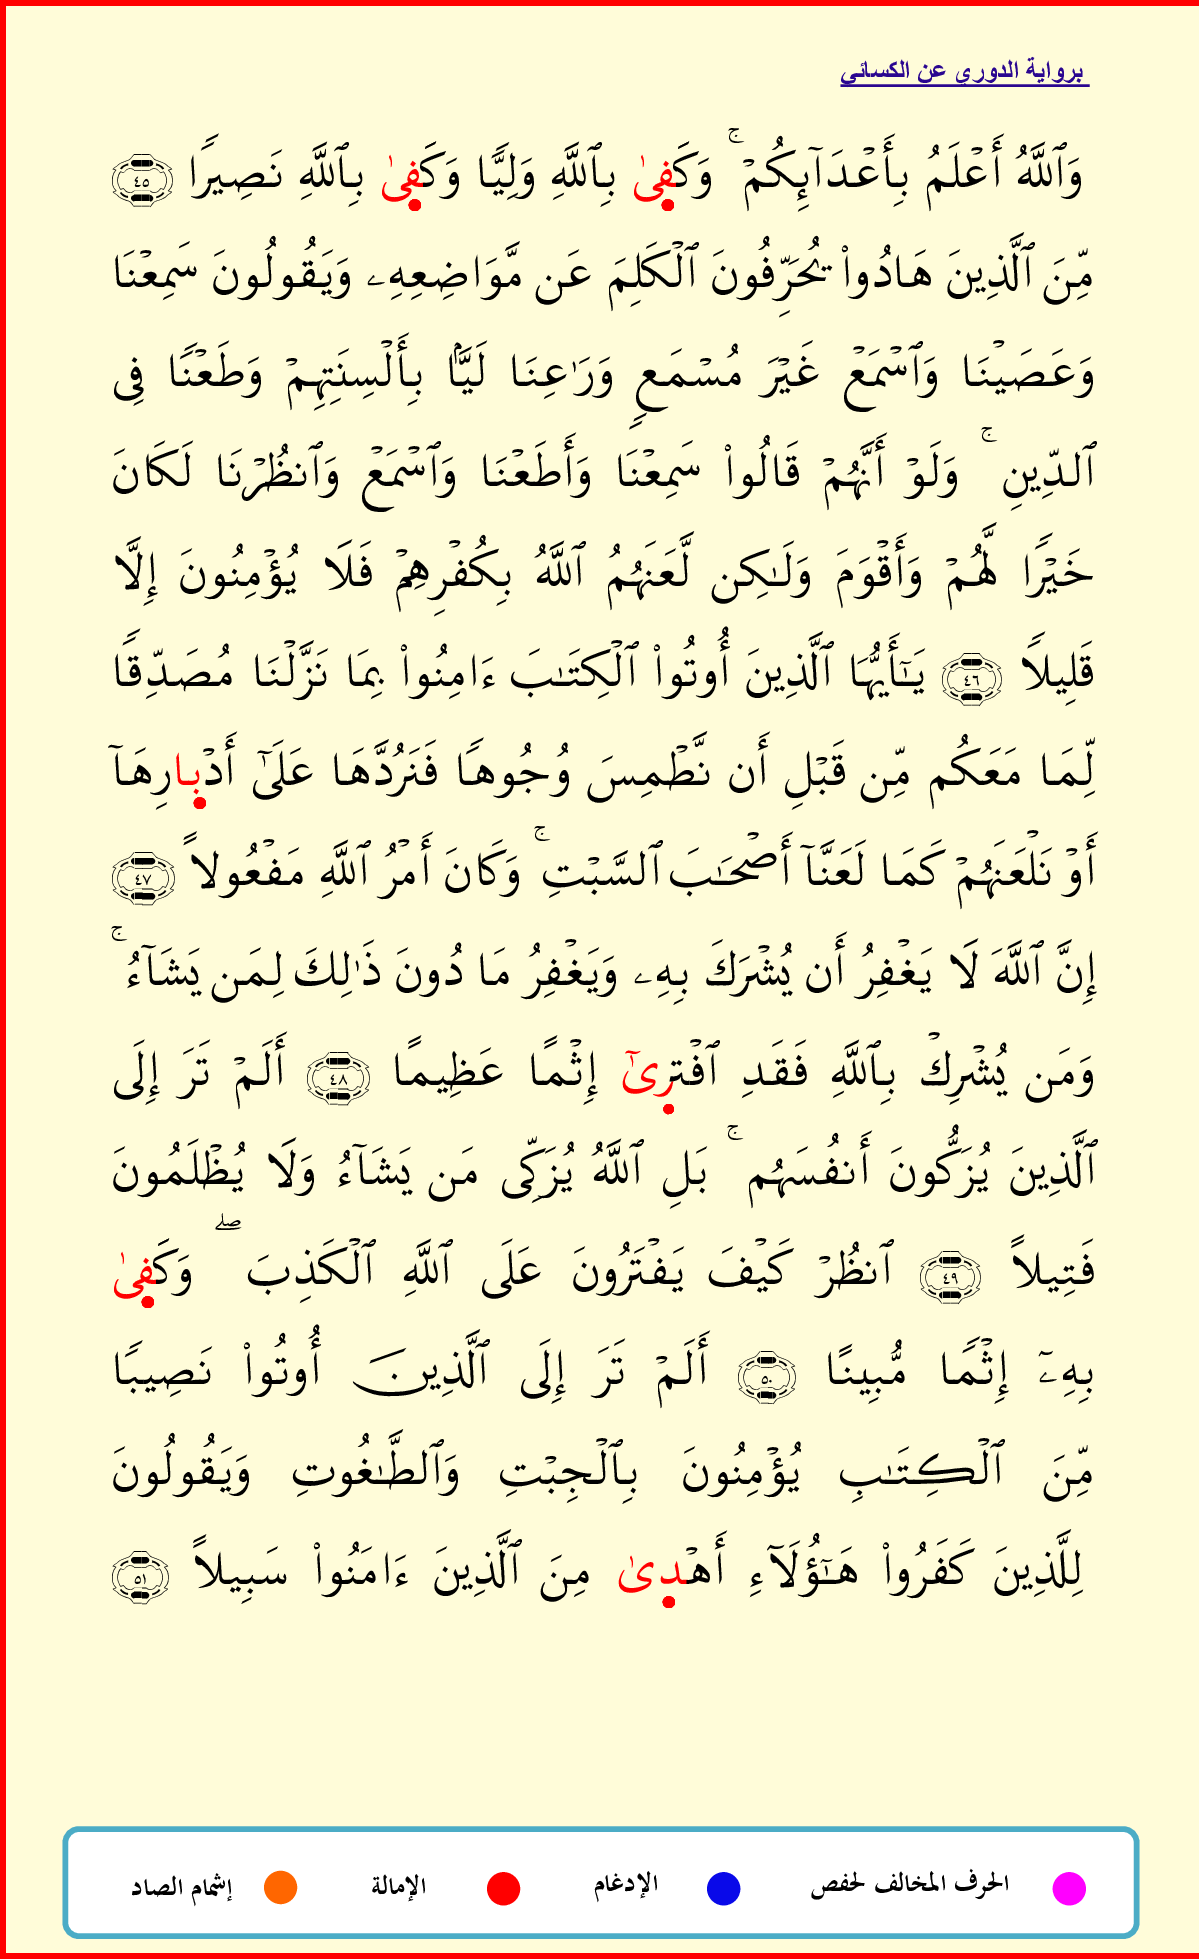 برواية الدوري عن الكسائي
وَٱللَّهُ أَعۡلَمُ بِأَعۡدَآئِكُمۡۚ وَكَفِىٰ بِٱللَّهِ وَلِيّٗا وَكَفِىٰ بِٱللَّهِ نَصِيرٗا ٤٥
مِّنَ ٱلَّذِينَ هَادُواْ يُحَرِّفُونَ ٱلۡكَلِمَ عَن مَّوَاضِعِهِۦ وَيَقُولُونَ سَمِعۡنَا
وَعَصَيۡنَا وَٱسۡمَعۡ غَيۡرَ مُسۡمَعٖ وَرَٰعِنَا لَيَّۢا بِأَلۡسِنَتِهِمۡ وَطَعۡنٗا فِى
ٱلدِّينِۚ وَلَوۡ أَنَّهُمۡ قَالُواْ سَمِعۡنَا وَأَطَعۡنَا وَٱسۡمَعۡ وَٱنظُرۡنَا لَكَانَ
خَيۡرٗا لَّهُمۡ وَأَقۡوَمَ وَلَٰكِن لَّعَنَهُمُ ٱللَّهُ بِكُفۡرِهِمۡ فَلَا يُؤۡمِنُونَ إِلَّا
قَلِيلاٗ ٤٦ يَٰٓأَيُّهَا ٱلَّذِينَ أُوتُواْ ٱلۡكِتَٰبَ ءَامِنُواْ بِمَا نَزَّلۡنَا مُصَدِّقٗا
لِّمَا مَعَكُم مِّن قَبۡلِ أَن نَّطۡمِسَ وُجُوهٗا فَنَرُدَّهَا عَلَىٰٓ أَدۡبِارِهَآ
أَوۡ نَلۡعَنَهُمۡ كَمَا لَعَنَّآ أَصۡحَٰبَ ٱلسَّبۡتِۚ وَكَانَ أَمۡرُ ٱللَّهِ مَفۡعُولاً ٤٧
إِنَّ ٱللَّهَ لَا يَغۡفِرُ أَن يُشۡرَكَ بِهِۦ وَيَغۡفِرُ مَا دُونَ ذَٰلِكَ لِمَن يَشَآءُۚ
وَمَن يُشۡرِكۡ بِٱللَّهِ فَقَدِ ٱفۡتَرِىٰٓ إِثۡمًا عَظِيمًا ٤٨ أَلَمۡ تَرَ إِلَى
ٱلَّذِينَ يُزَكُّونَ أَنفُسَهُمۚ بَلِ ٱللَّهُ يُزَكِّى مَن يَشَآءُ وَلَا يُظۡلَمُونَ
فَتِيلاً ٤٩ ٱنظُرۡ كَيۡفَ يَفۡتَرُونَ عَلَى ٱللَّهِ ٱلۡكَذِبَۖ وَكَفِىٰ
بِهِۦٓ إِثۡمٗا مُّبِينًا ٥٠ أَلَمۡ تَرَ إِلَى ٱلَّذِينَ أُوتُواْ نَصِيبٗا
مِّنَ ٱلۡكِتَٰبِ يُؤۡمِنُونَ بِٱلۡجِبۡتِ وَٱلطَّٰغُوتِ وَيَقُولُونَ
لِلَّذِينَ كَفَرُواْ هَٰٓؤُلَآءِ أَهۡدِىٰ مِنَ ٱلَّذِينَ ءَامَنُواْ سَبِيلاً ٥١
الحرف المخالف لحفص الإدغام الإمالة إشمام الصاد